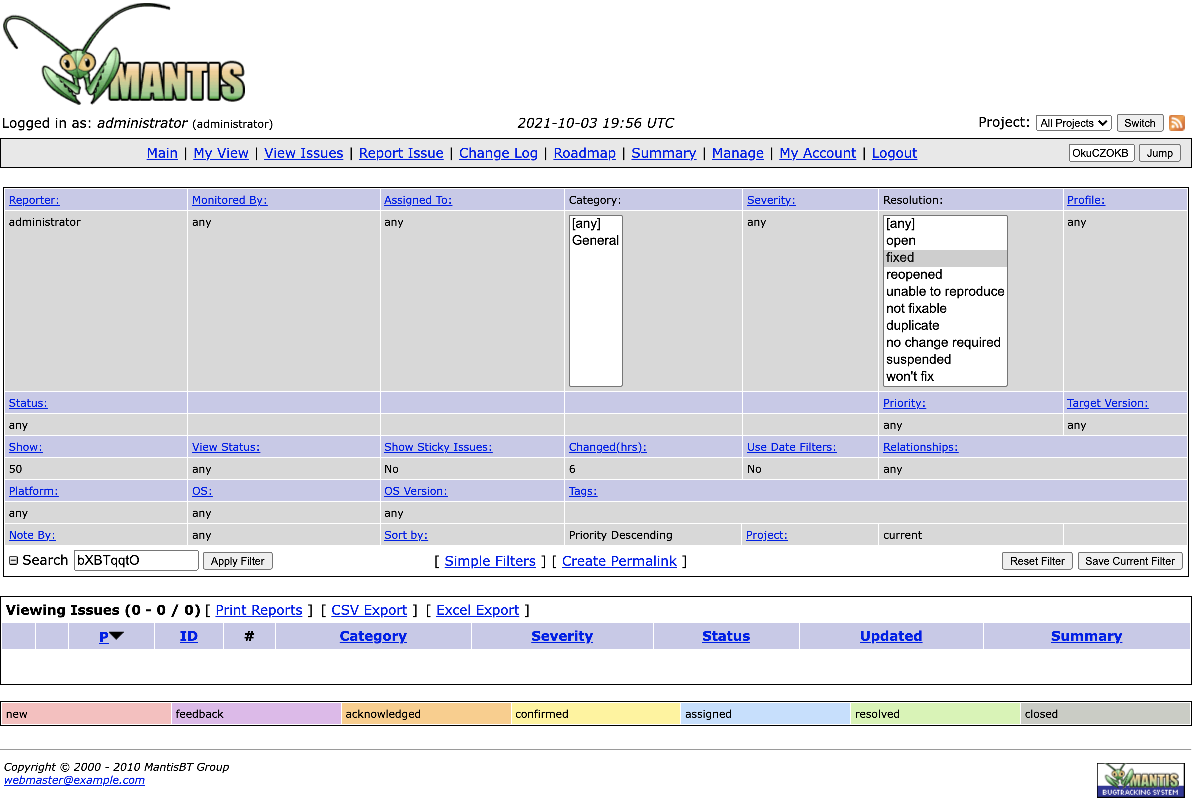 MANTIS
Logged in as: administrator (administrator) 2021-10-03 19:56 UTC Project: All Projects Switch
Main | My View | View Issues | Report Issue | Change Log | Roadmap | Summary | Manage | My Account | Logout OkuCZOKB Jump
Reporter: Monitored By: Assigned To: Category: Severity: Resolution: Profile:
administrator any any [any] any [any] any
General open
fixed
reopened
unable to reproduce
not fixable
duplicate
no change required
suspended
won't fix
Status: Priority: Target Version:
any any any
Show: View Status: Show Sticky Issues: Changed(hrs): Use Date Filters: Relationships:
50 any No 6 No any
Platform: OS: OS Version: Tags:
any any any
Note By: any Sort by: Priority Descending Project: current
Search bXBTqqtO Apply Filter [ Simple Filters ] [ Create Permalink ] Reset Filter Save Current Filter
Viewing Issues (0 - 0 / 0) [ Print Reports ] [ CSV Export ] [ Excel Export ]
P ID # Category Severity Status Updated Summary
new feedback acknowledged confirmed assigned resolved closed
Copyright © 2000 - 2010 MantisBT Group
webmaster@example.com
MANTIS
BUGTRACKING SYSTEM